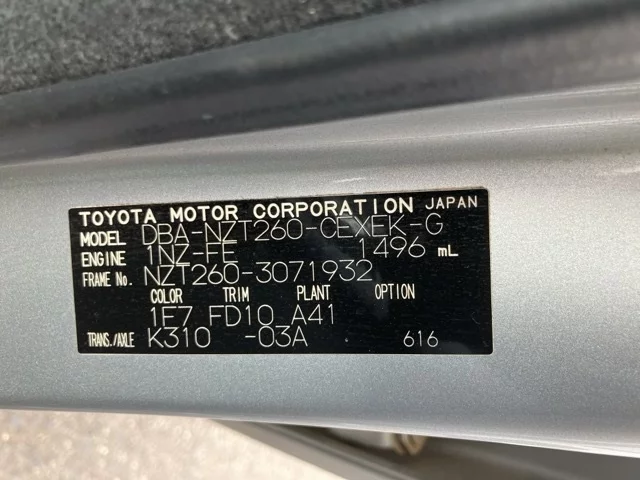 TOYOTA MOTOR CORPORATION JAPAN
MODEL DBA-NZT260-CEXEK-G
ENGINE 1NZ-FE 1496 mL
FRAME No. NZT260-3071932
COLOR TRIM PLANT OPTION
1F7 FD10 A41
TRANS./AXLE K310 -03A 616